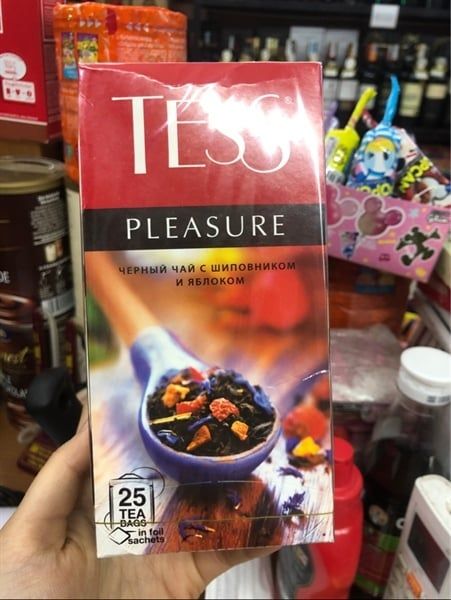 TESS®
PLEASURE
ЧЕРНЫЙ ЧАЙ С ШИПОВНИКОМ
И ЯБЛОКОМ
25
TEA
BAGS
in foil
sachets